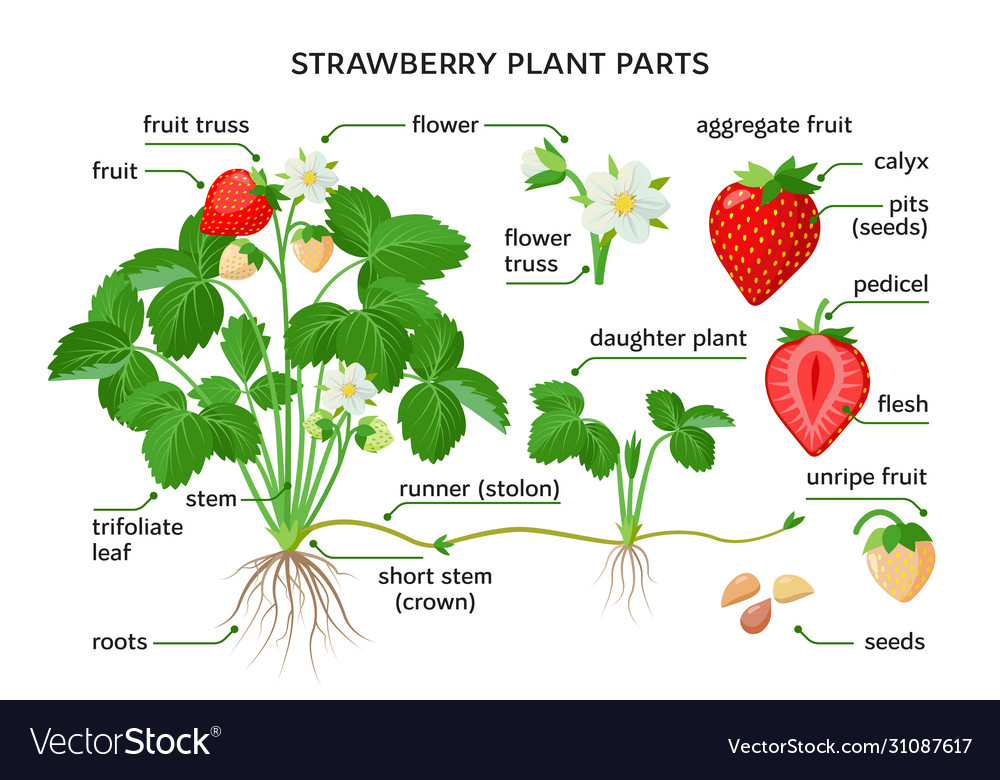 STRAWBERRY PLANT PARTS
fruit truss
flower
aggregate fruit
fruit
calyx
pits
(seeds)
flower
truss
pedicel
daughter plant
flesh
unripe fruit
stem
runner (stolon)
trifoliate
leaf
short stem
(crown)
roots
seeds
VectorStock®
VectorStock.com/31087617